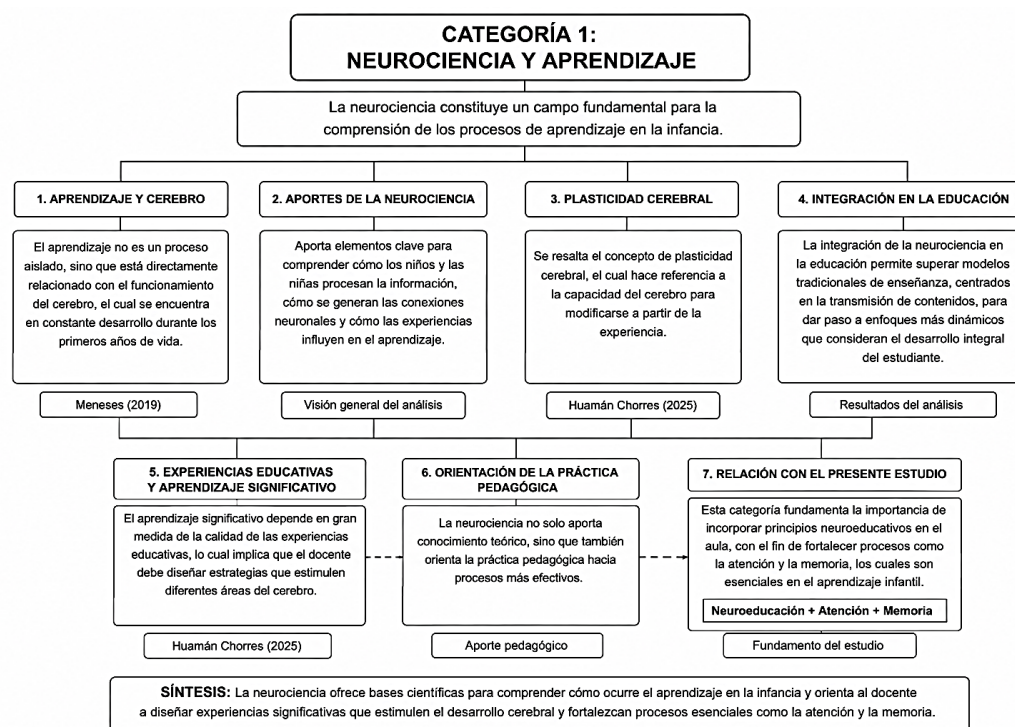 CATEGORÍA 1:
NEUROCIENCIA Y APRENDIZAJE
La neurociencia constituye un campo fundamental para la
comprensión de los procesos de aprendizaje en la infancia.
1. APRENDIZAJE Y CEREBRO
El aprendizaje no es un proceso
aislado, sino que está directamente
relacionado con el funcionamiento
del cerebro, el cual se encuentra
en constante desarrollo durante los
primeros años de vida.
Meneses (2019)
2. APORTES DE LA NEUROCIENCIA
Aporta elementos clave para
comprender cómo los niños y las
niñas procesan la información,
cómo se generan las conexiones
neuronales y cómo las experiencias
influyen en el aprendizaje.
Visión general del análisis
3. PLASTICIDAD CEREBRAL
Se resalta el concepto de plasticidad
cerebral, el cual hace referencia a
la capacidad del cerebro para
modificarse a partir de la
experiencia.
Huamán Chorres (2025)
4. INTEGRACIÓN EN LA EDUCACIÓN
La integración de la neurociencia en
la educación permite superar modelos
tradicionales de enseñanza, centrados
en la transmisión de contenidos, para
dar paso a enfoques más dinámicos
que consideran el desarrollo integral
del estudiante.
Resultados del análisis
5. EXPERIENCIAS EDUCATIVAS
Y APRENDIZAJE SIGNIFICATIVO
El aprendizaje significativo depende en gran
medida de la calidad de las experiencias
educativas, lo cual implica que el docente
debe diseñar estrategias que estimulen
diferentes áreas del cerebro.
Huamán Chorres (2025)
6. ORIENTACIÓN DE LA PRÁCTICA
PEDAGÓGICA
La neurociencia no solo aporta
conocimiento teórico, sino que también
orienta la práctica pedagógica hacia
procesos más efectivos.
Aporte pedagógico
7. RELACIÓN CON EL PRESENTE ESTUDIO
Esta categoría fundamenta la importancia de
incorporar principios neuroeducativos en el
aula, con el fin de fortalecer procesos como
la atención y la memoria, los cuales son
esenciales en el aprendizaje infantil.
Neuroeducación + Atención + Memoria
Fundamento del estudio
SÍNTESIS: La neurociencia ofrece bases científicas para comprender cómo ocurre el aprendizaje en la infancia y orienta al docente
a diseñar experiencias significativas que estimulen el desarrollo cerebral y fortalezcan procesos esenciales como la atención y la memoria.